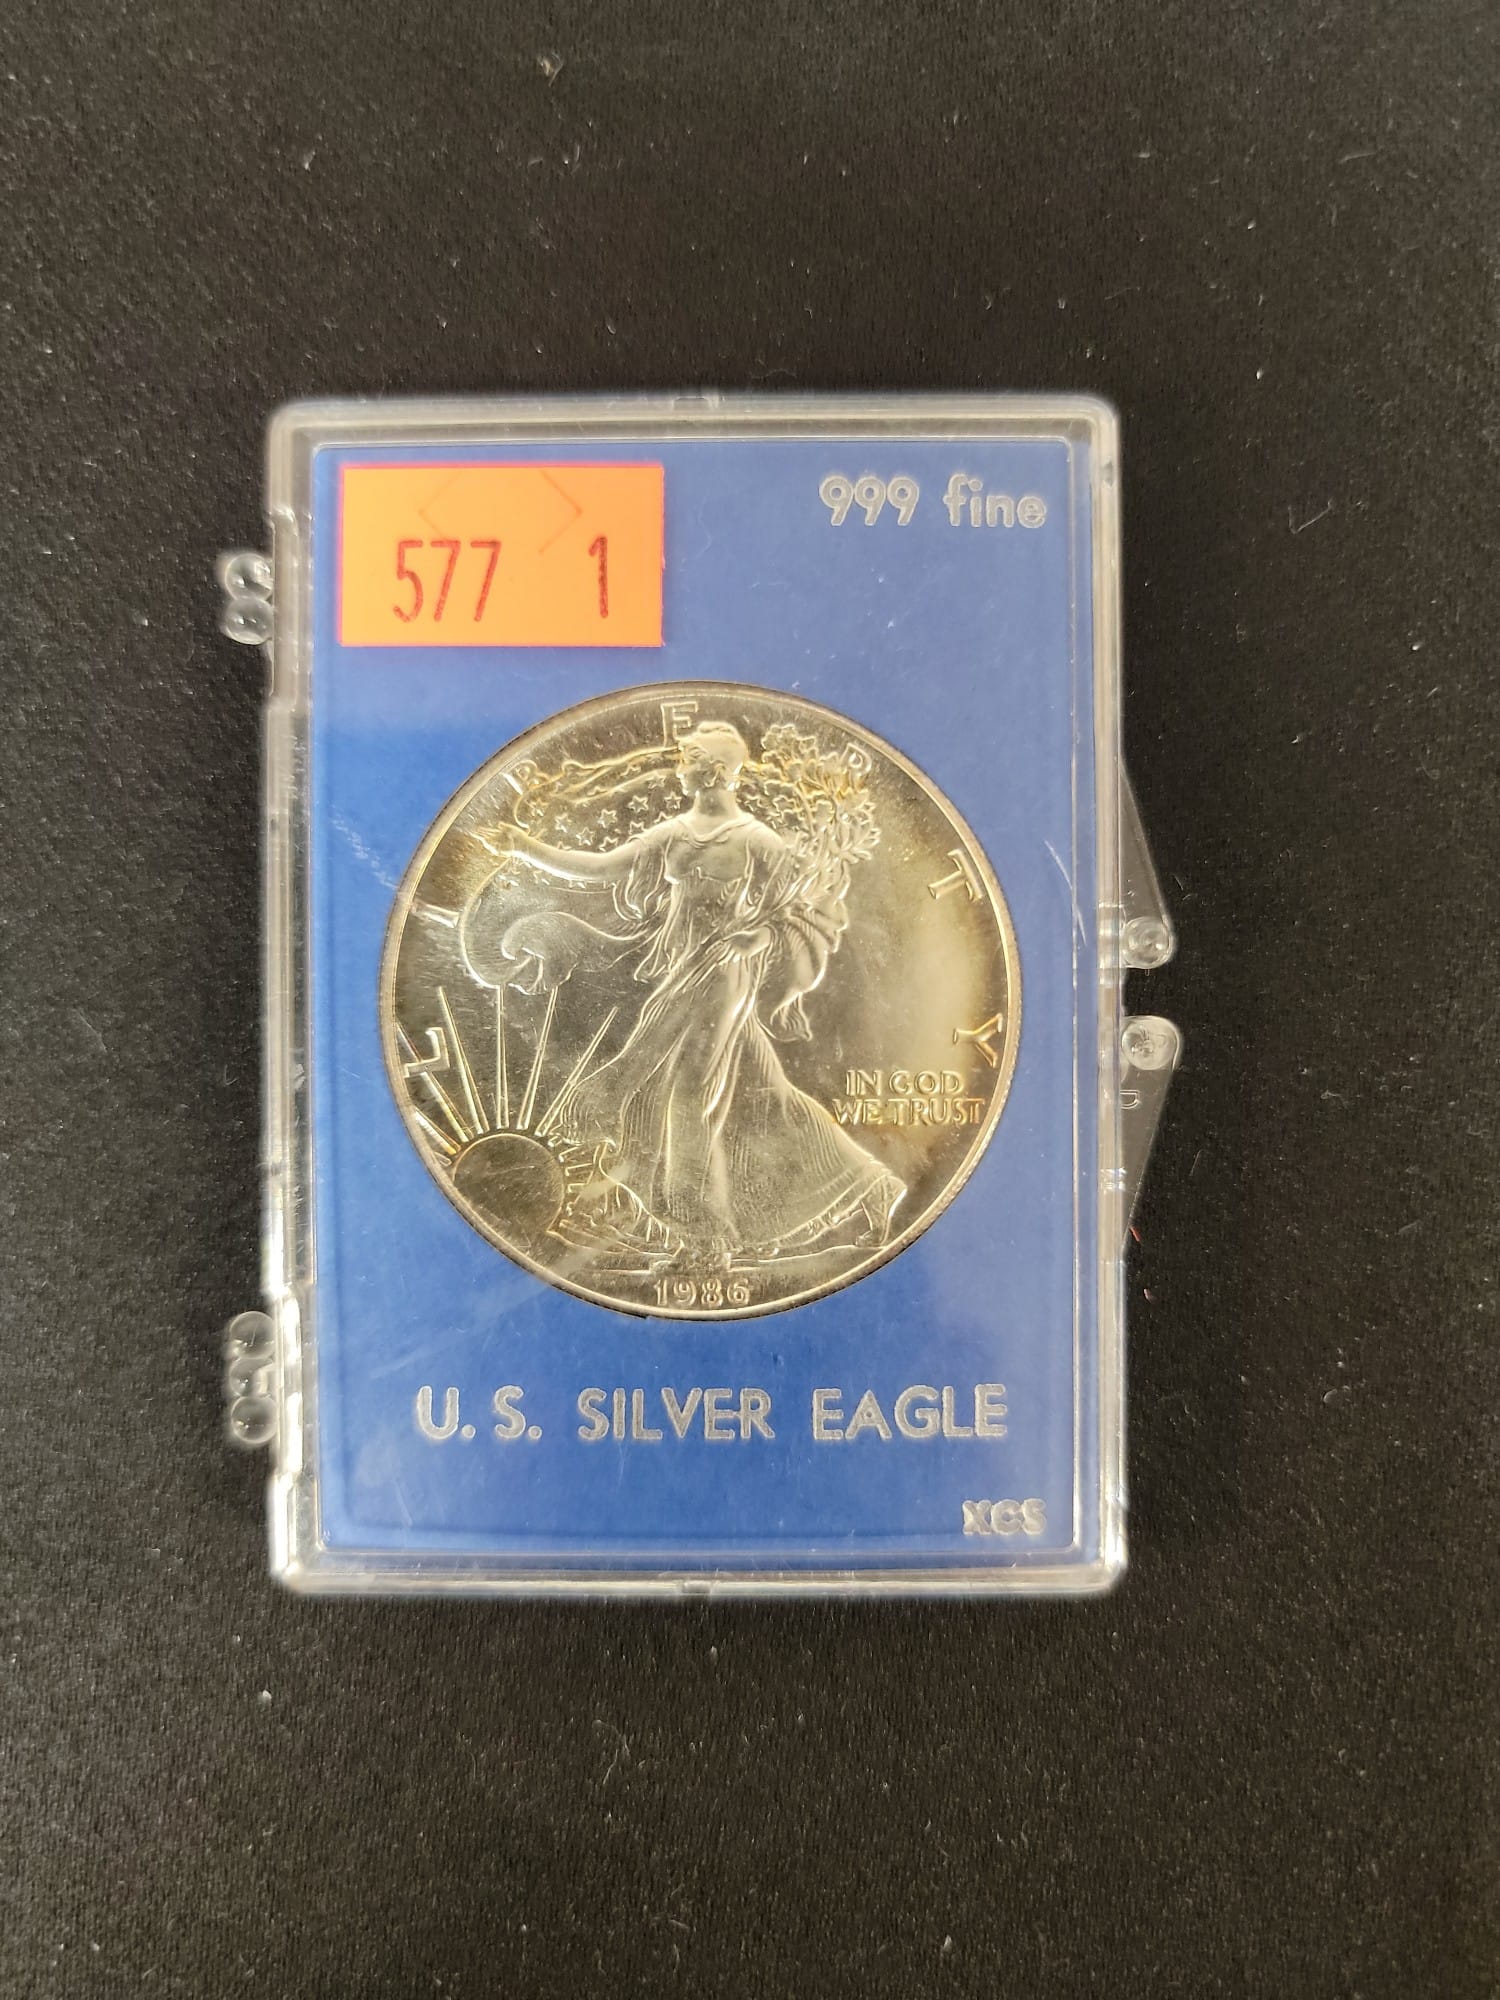 577 1
999 fine
LIBERTY
IN GOD
WE TRUST
1986
U.S. SILVER EAGLE
XCS